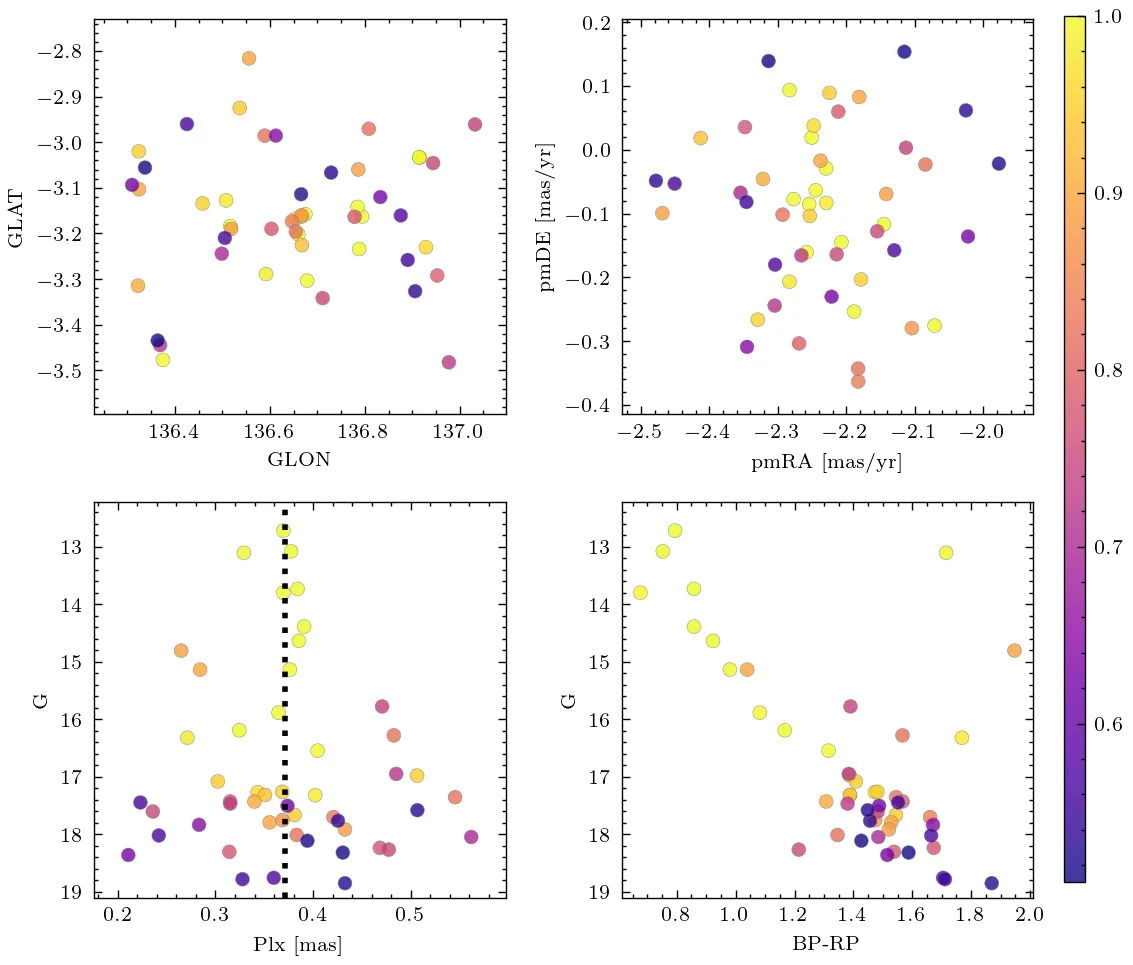 −2.8
−2.9
−3.0
−3.1
−3.2
−3.3
−3.4
−3.5
GLAT
136.4 136.6 136.8 137.0
GLON
0.2
0.1
0.0
−0.1
−0.2
−0.3
−0.4
pmDE [mas/yr]
−2.5 −2.4 −2.3 −2.2 −2.1 −2.0
pmRA [mas/yr]
1.0
0.9
0.8
0.7
0.6
13
14
15
16
17
18
19
G
0.2 0.3 0.4 0.5
Plx [mas]
13
14
15
16
17
18
19
G
0.8 1.0 1.2 1.4 1.6 1.8 2.0
BP-RP